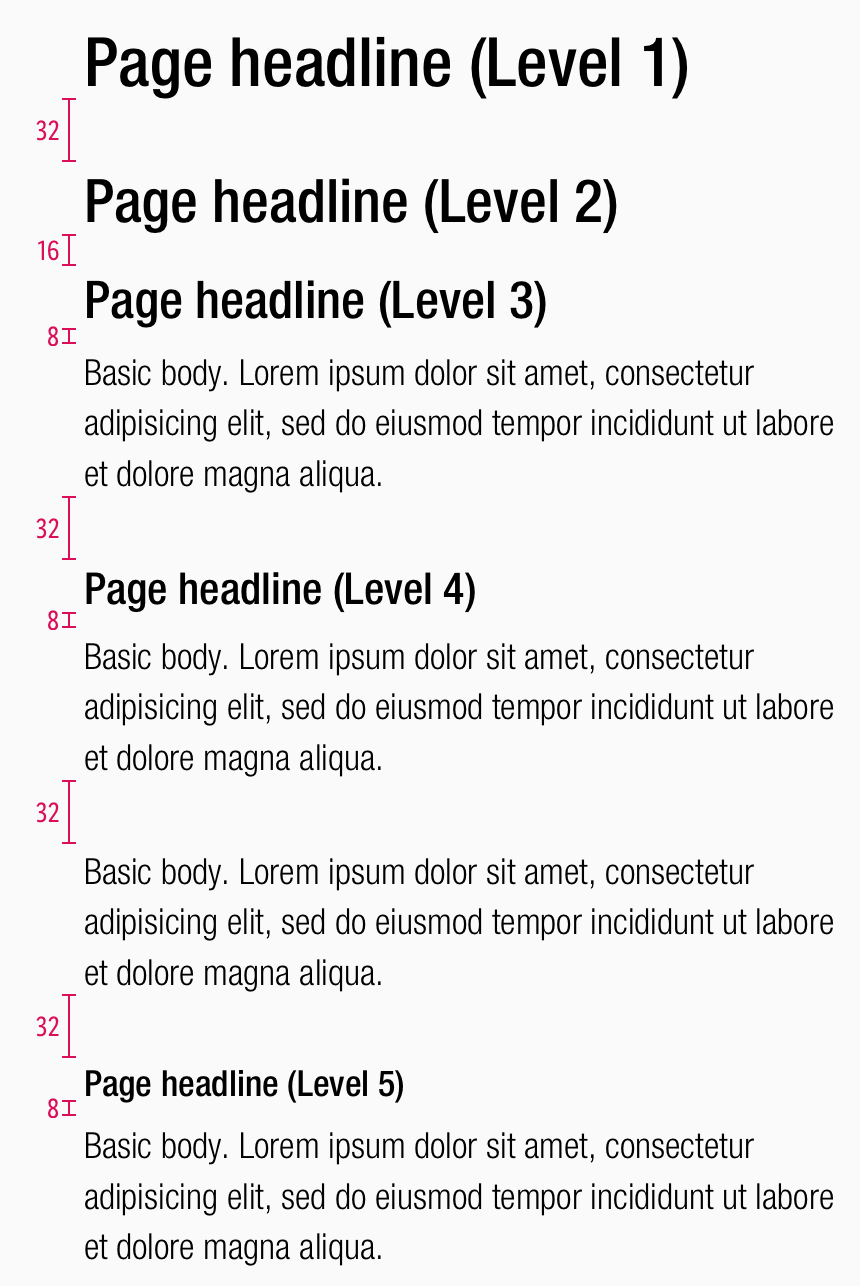 Page headline (Level 1)
32
Page headline (Level 2)
16
Page headline (Level 3)
8
Basic body. Lorem ipsum dolor sit amet, consectetur
adipisicing elit, sed do eiusmod tempor incididunt ut labore
et dolore magna aliqua.
32
Page headline (Level 4)
8
Basic body. Lorem ipsum dolor sit amet, consectetur
adipisicing elit, sed do eiusmod tempor incididunt ut labore
et dolore magna aliqua.
32
Basic body. Lorem ipsum dolor sit amet, consectetur
adipisicing elit, sed do eiusmod tempor incididunt ut labore
et dolore magna aliqua.
32
Page headline (Level 5)
8
Basic body. Lorem ipsum dolor sit amet, consectetur
adipisicing elit, sed do eiusmod tempor incididunt ut labore
et dolore magna aliqua.